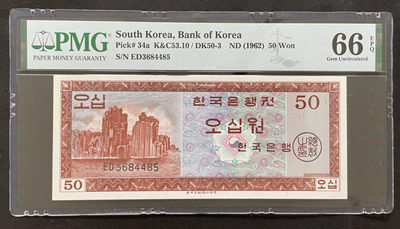 PMG
PAPER MONEY GUARANTY
South Korea, Bank of Korea
Pick# 34a K&C53.10 / DK50-3 ND (1962) 50 Won
S/N ED3684485
66 EPQ
Gem Uncirculated
오십
한국은행권
50
오십원
한국은행
ED3684485
50
오십